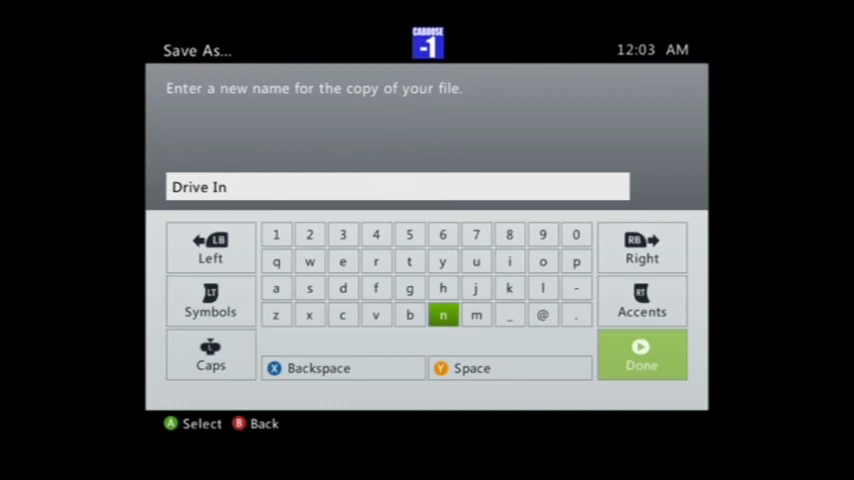 Save As...
CABOOSE
-1
12:03 AM
Enter a new name for the copy of your file.
Drive In
LB
Left
1 2 3 4 5 6 7 8 9 0
RB
Right
q w e r t y u i o p
LT
Symbols
a s d f g h j k l -
RT
Accents
z x c v b n m _ @ .
L
Caps
X Backspace
Y Space
Done
A Select B Back